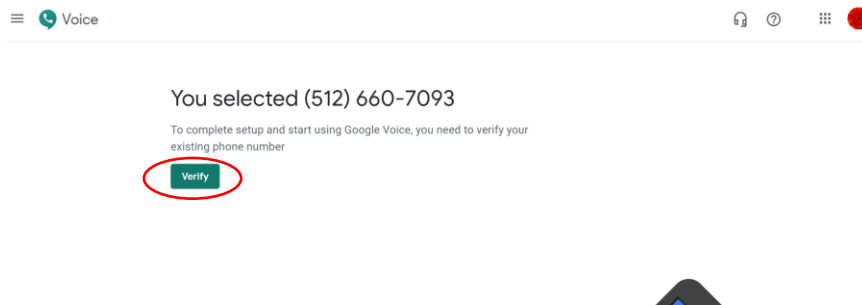 Voice
You selected (512) 660-7093
To complete setup and start using Google Voice, you need to verify your
existing phone number
Verify